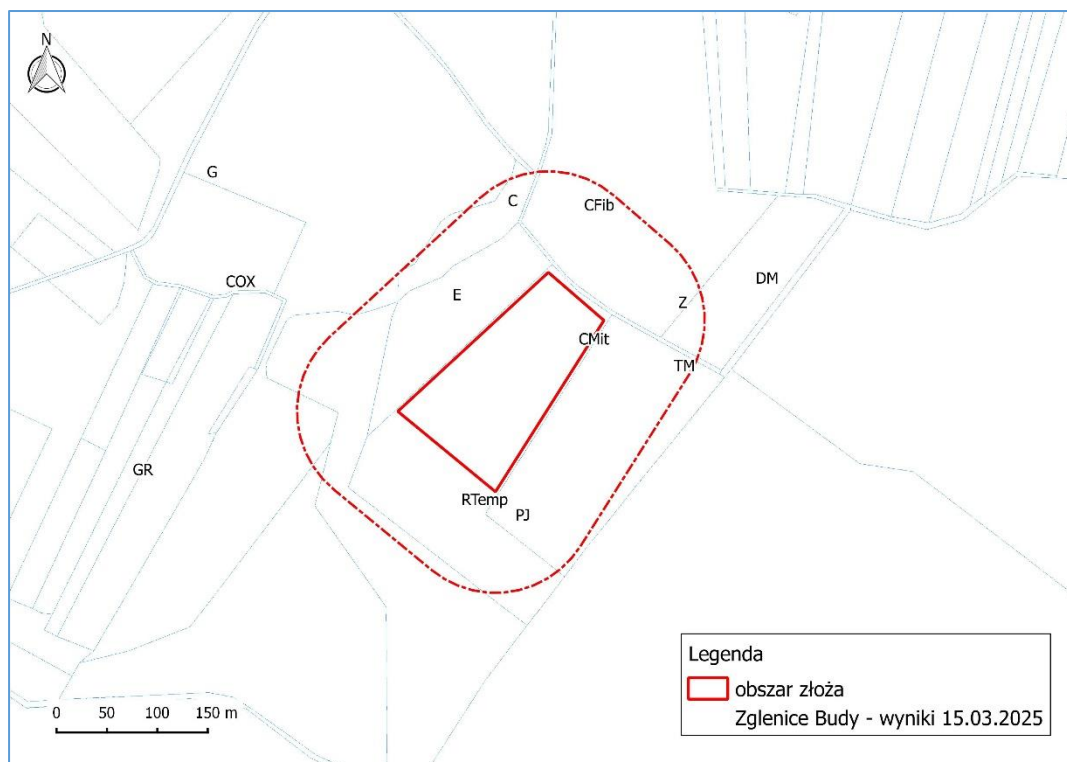 N
G
C
CFib
COX
E
Z
DM
CMit
TM
GR
RTemp
PJ
Legenda
obszar złoża
Zglenice Budy - wyniki 15.03.2025
0 50 100 150 m